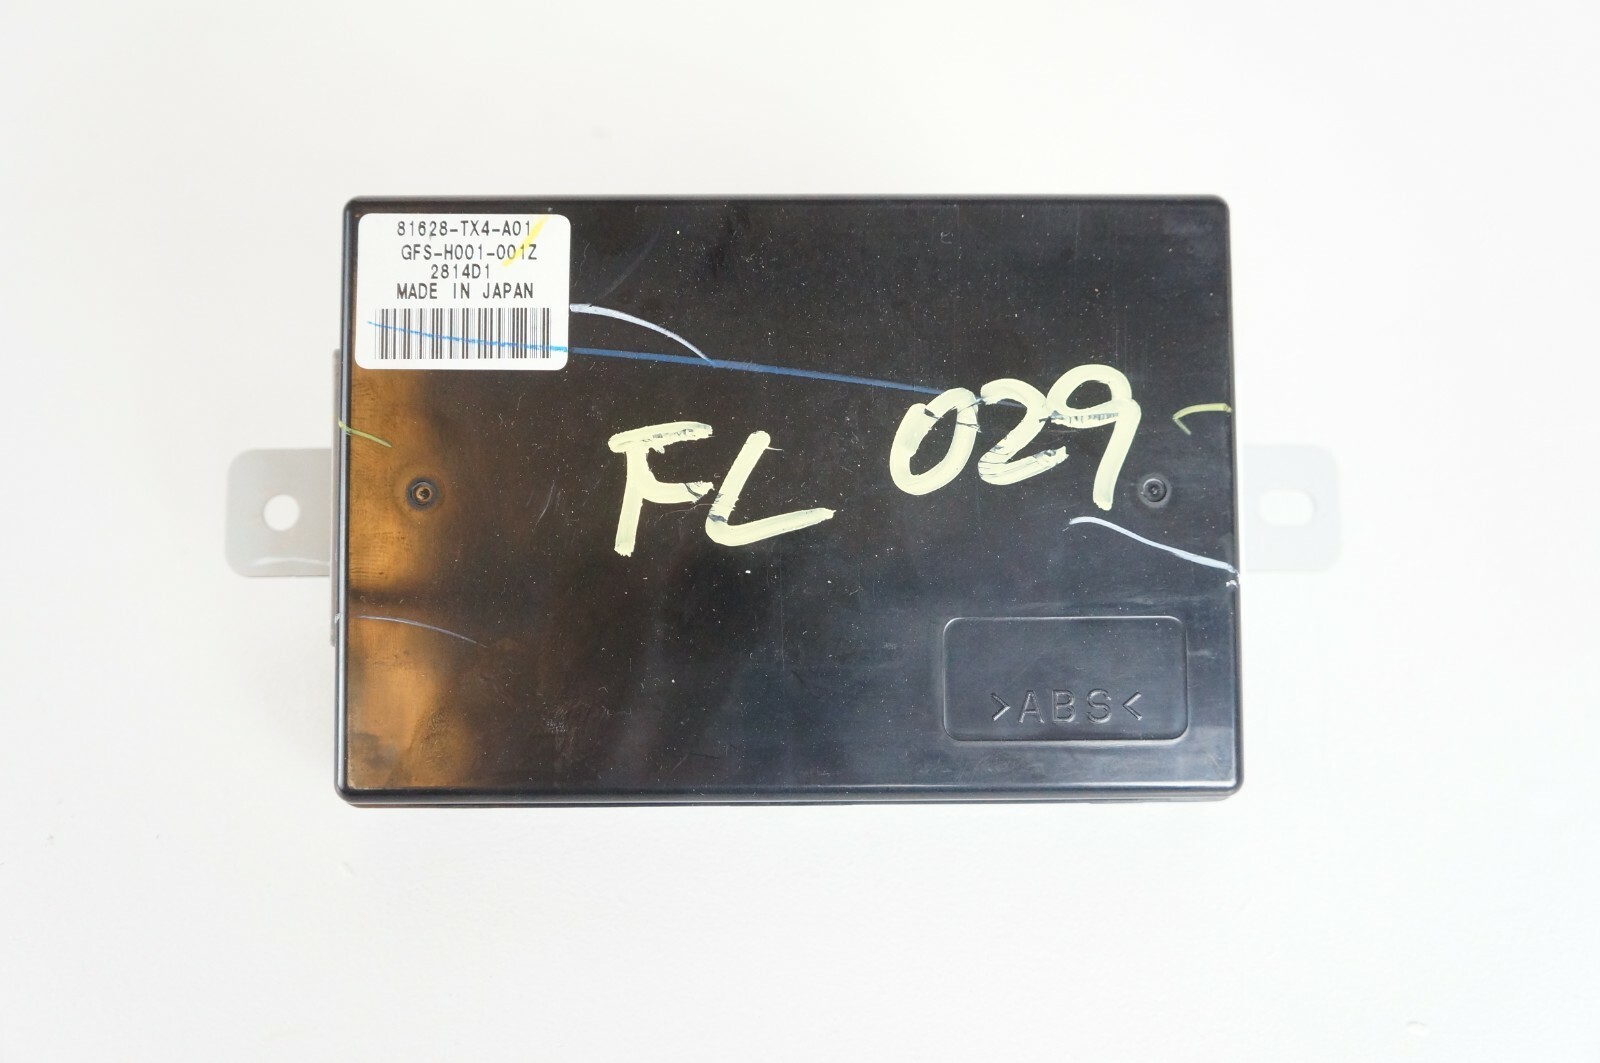 81628-TX4-A01
GFS-H001-001Z
2814D1
MADE IN JAPAN
FL 029
>ABS<